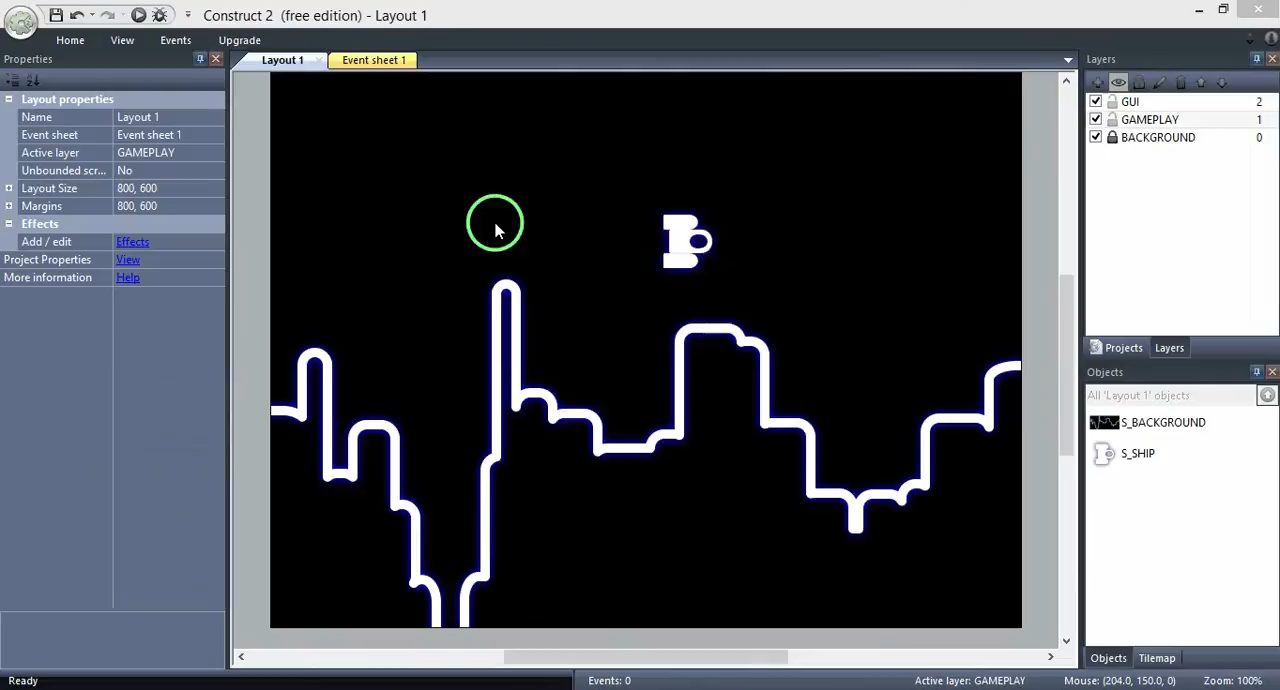 Construct 2 (free edition) - Layout 1
Home View Events Upgrade
Properties
Layout properties
Name Layout 1
Event sheet Event sheet 1
Active layer GAMEPLAY
Unbounded scr... No
Layout Size 800, 600
Margins 800, 600
Effects
Add / edit Effects
Project Properties View
More information Help
Layout 1 Event sheet 1
Layers
GUI 2
GAMEPLAY 1
BACKGROUND 0
Projects Layers
Objects
All 'Layout 1' objects
S_BACKGROUND
S_SHIP
Objects Tilemap
Ready Events: 0 Active layer: GAMEPLAY Mouse: (204.0, 150.0, 0) Zoom: 100%